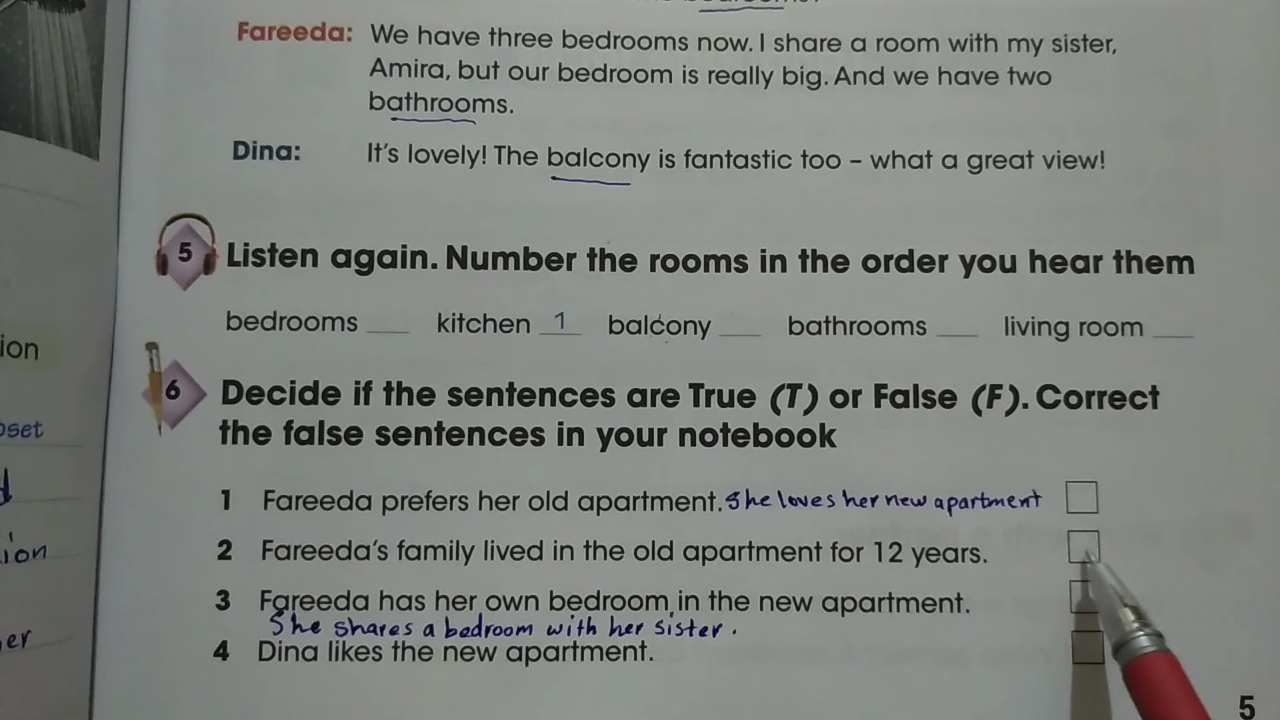 Fareeda: We have three bedrooms now. I share a room with my sister,
Amira, but our bedroom is really big. And we have two
bathrooms.
Dina: It's lovely! The balcony is fantastic too – what a great view!
5 Listen again. Number the rooms in the order you hear them
bedrooms ___ kitchen 1 balcony ___ bathrooms ___ living room ___
6 Decide if the sentences are True (T) or False (F). Correct
the false sentences in your notebook
1 Fareeda prefers her old apartment. She loves her new apartment
2 Fareeda's family lived in the old apartment for 12 years.
3 Fareeda has her own bedroom in the new apartment.
She shares a bedroom with her sister.
4 Dina likes the new apartment.
5